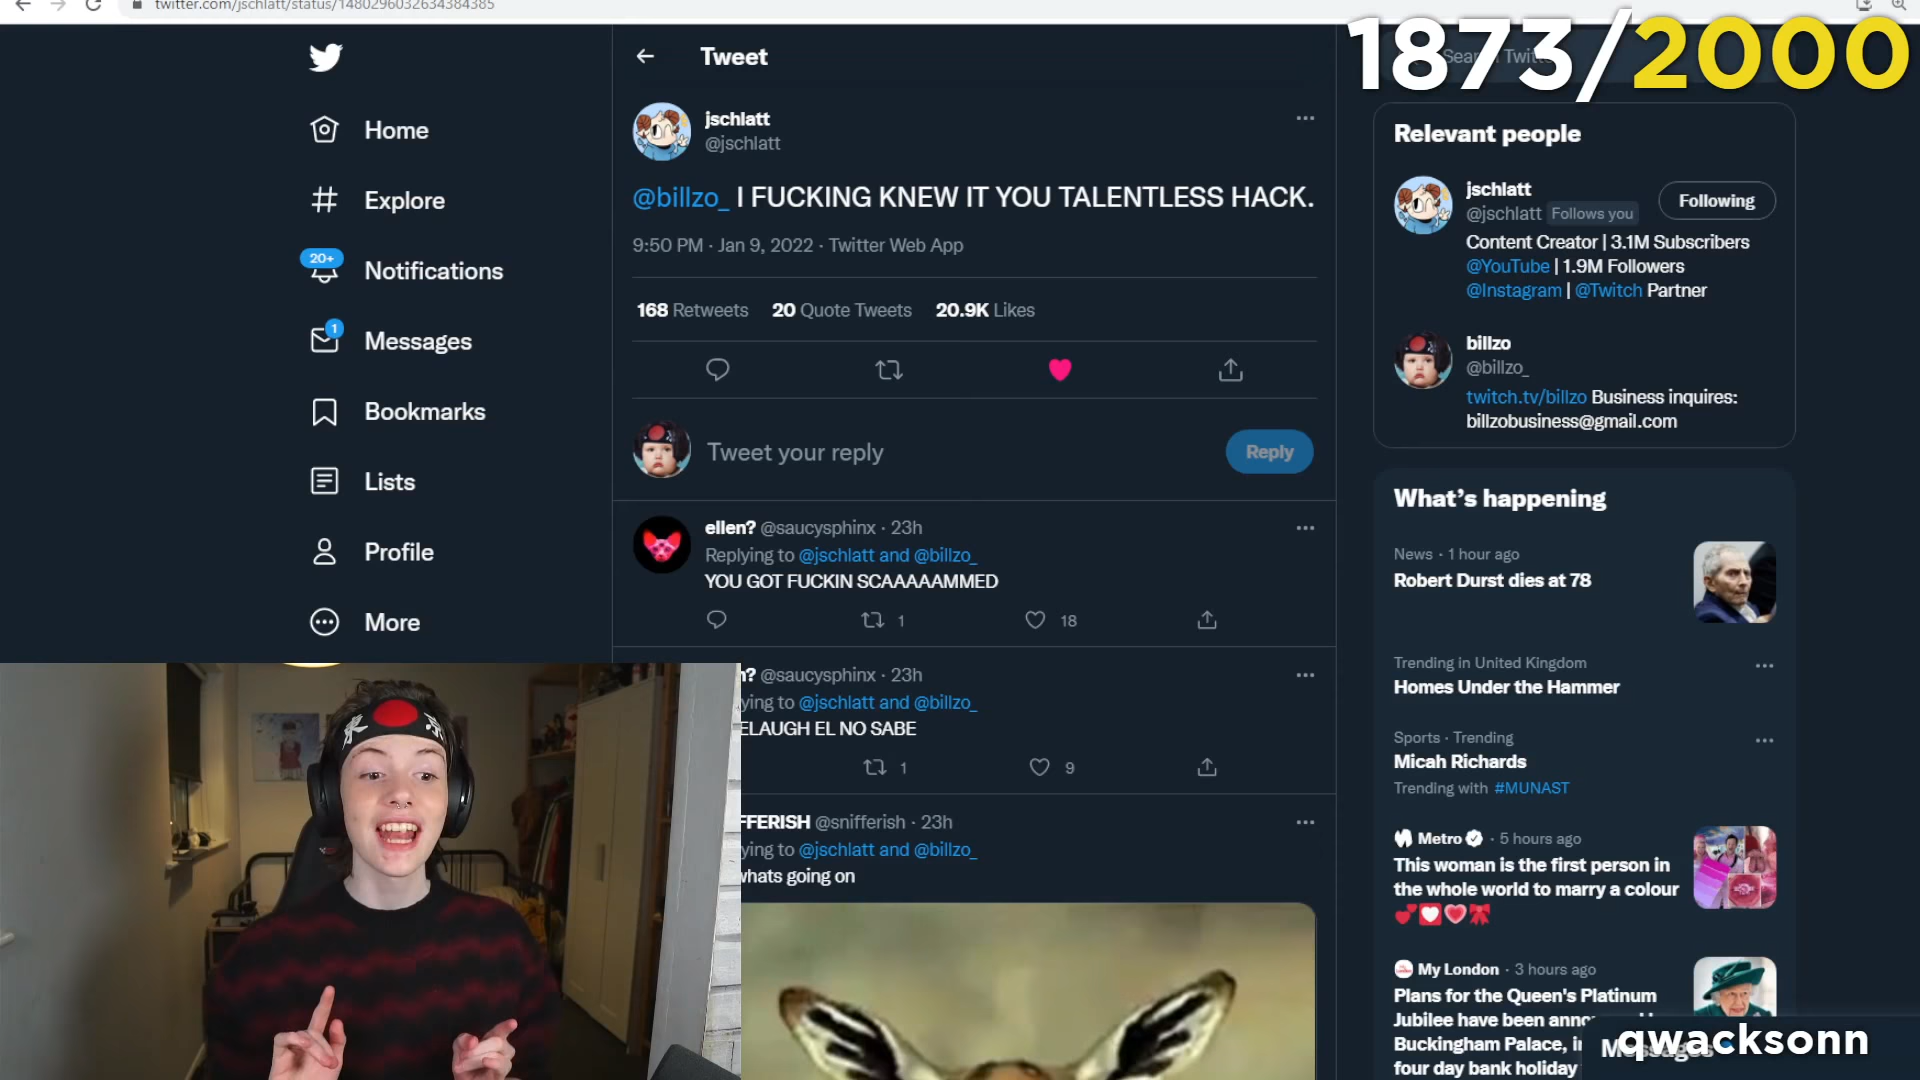 twitter.com/jschlatt/status/1480296032634384385
1873/2000
Home
Explore
20+
Notifications
1
Messages
Bookmarks
Lists
Profile
More
Tweet
jschlatt
@jschlatt
@billzo_ I FUCKING KNEW IT YOU TALENTLESS HACK.
9:50 PM · Jan 9, 2022 · Twitter Web App
168 Retweets 20 Quote Tweets 20.9K Likes
Tweet your reply
Reply
ellen? @saucysphinx · 23h
Replying to @jschlatt and @billzo_
YOU GOT FUCKIN SCAAAAAMMED
1 18
n? @saucysphinx · 23h
ying to @jschlatt and @billzo_
ELAUGH EL NO SABE
1 9
FFERISH @snifferish · 23h
ying to @jschlatt and @billzo_
whats going on
Relevant people
jschlatt
@jschlatt Follows you
Following
Content Creator | 3.1M Subscribers
@YouTube | 1.9M Followers
@Instagram | @Twitch Partner
billzo
@billzo_
twitch.tv/billzo Business inquires:
billzobusiness@gmail.com
What's happening
News · 1 hour ago
Robert Durst dies at 78
Trending in United Kingdom
Homes Under the Hammer
Sports · Trending
Micah Richards
Trending with #MUNAST
Metro · 5 hours ago
This woman is the first person in
the whole world to marry a colour
My London · 3 hours ago
Plans for the Queen's Platinum
Jubilee have been
Buckingham Palace,
four day bank holiday
qwacksonn